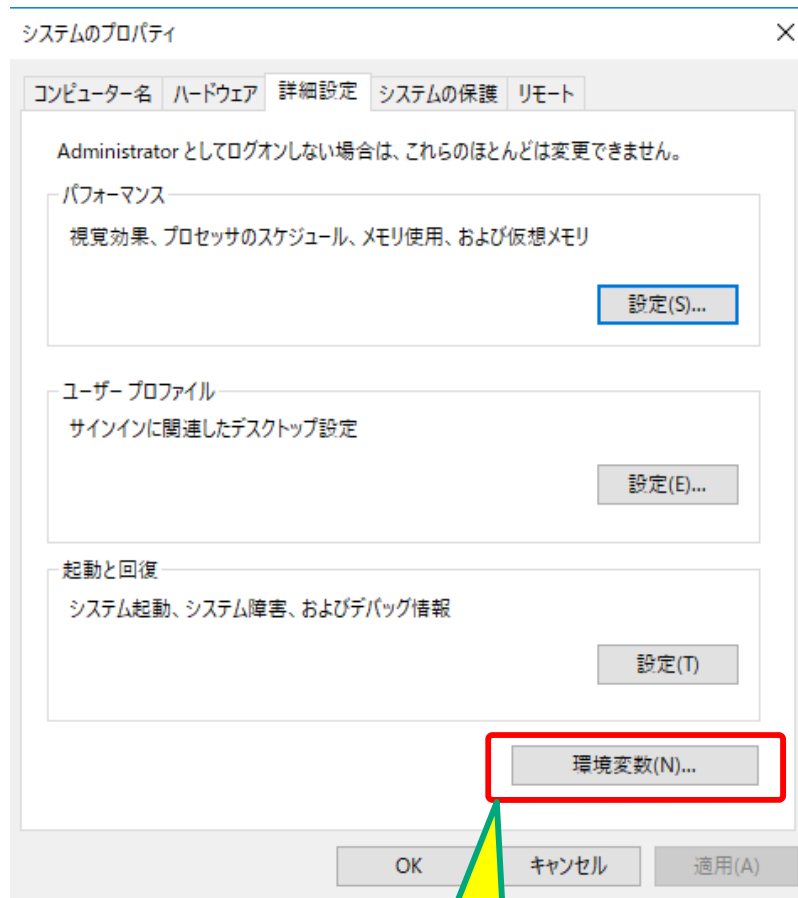 システムのプロパティ
コンピューター名 ハードウェア 詳細設定 システムの保護 リモート
Administrator としてログオンしない場合は、これらのほとんどは変更できません。
パフォーマンス
視覚効果、プロセッサのスケジュール、メモリ使用、および仮想メモリ
設定(S)...
ユーザー プロファイル
サインインに関連したデスクトップ設定
設定(E)...
起動と回復
システム起動、システム障害、およびデバッグ情報
設定(T)
環境変数(N)...
OK キャンセル 適用(A)